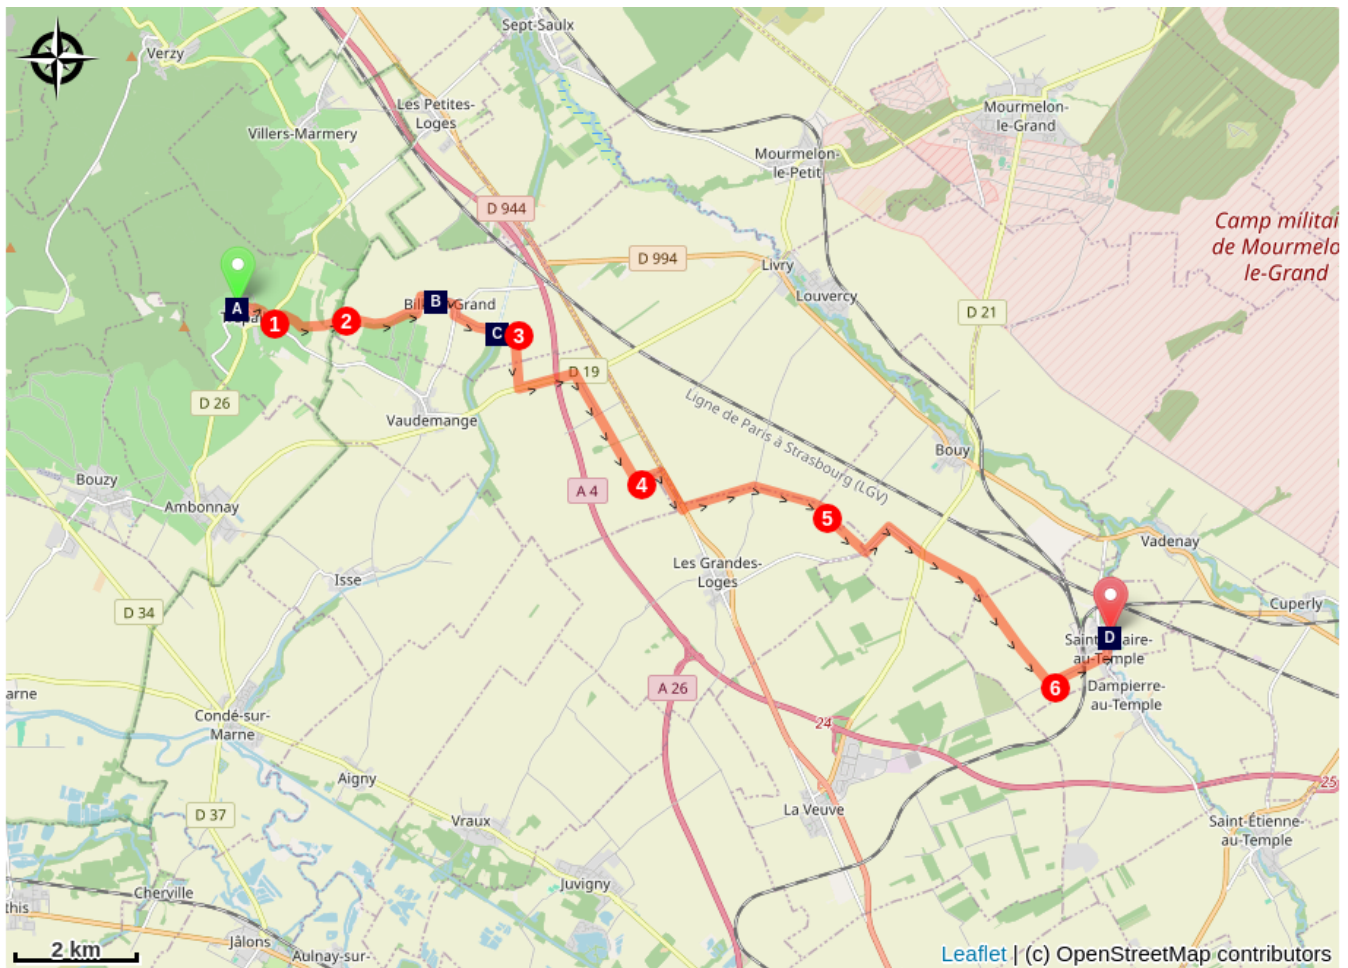 Sept-Saulx
Verzy
Les Petites-
Loges
Villers-Marmery
Mourmelon-
le-Grand
Mourmelon-
le-Petit
D 944
Camp militai
de Mourmelo
le-Grand
D 994
Livry
Louvercy
A
B
Grand
C
1
2
3
D 21
D 19
D 26
Vaudemange
Ligne de Paris à Strasbourg (LGV)
Bouy
Bouzy
Ambonnay
A 4
4
5
Vadenay
Les Grandes-
Loges
Isse
D 34
Cuperly
D
Saint aire-
au-Temple
6
Dampierre-
au-Temple
A 26
arne
Condé-sur-
Marne
24
25
Aigny
D 37
Vraux
La Veuve
Saint-Étienne-
au-Temple
Juvigny
Cherville
this
Jâlons
Aulnay-sur-
2 km
Leaflet | (c) OpenStreetMap contributors